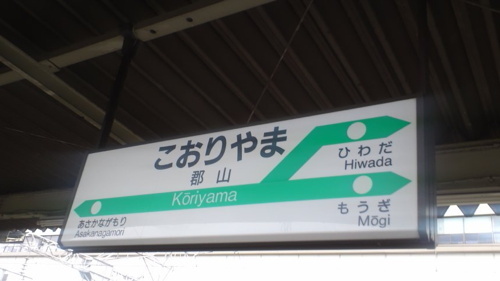 こおりやま
郡山
Kōriyama
ひわだ
Hiwada
もうぎ
Mōgi
あさかながもり
Asakanagamori